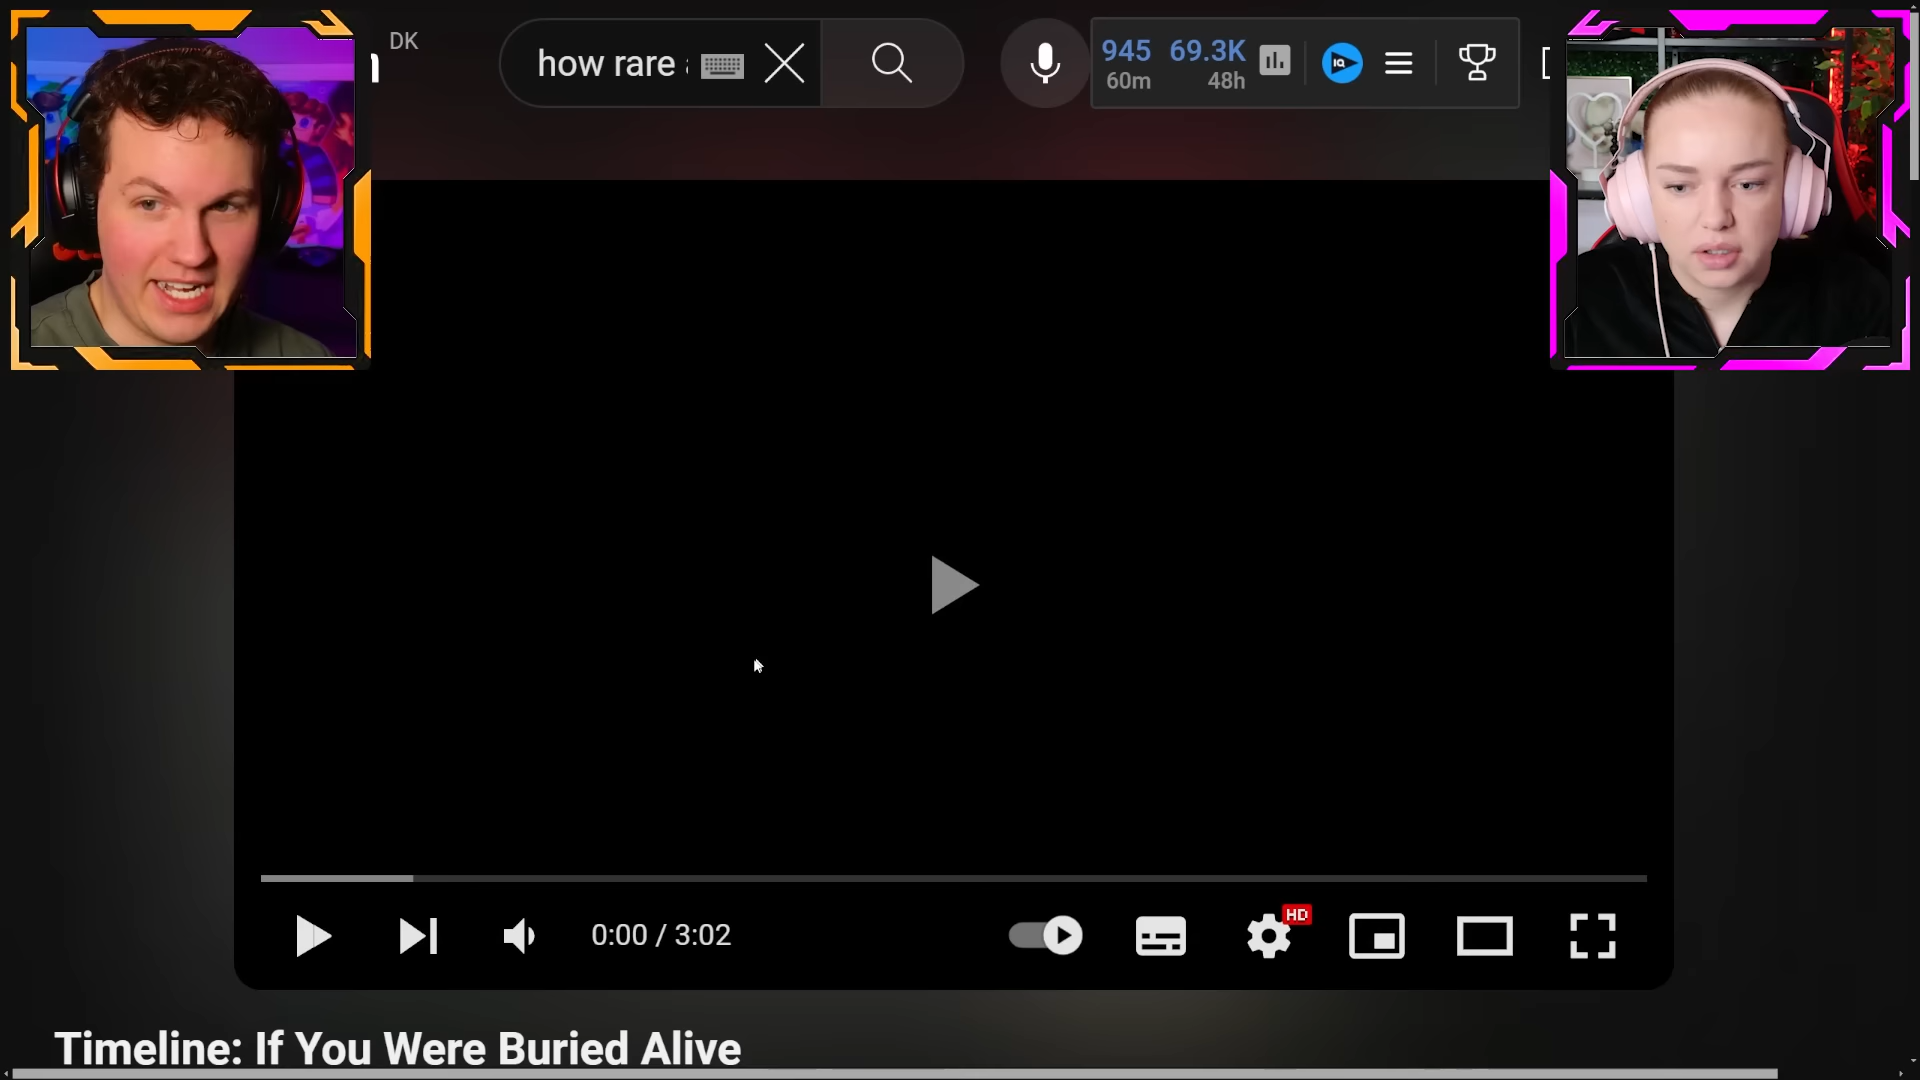 DK
how rare
945
60m
69.3K
48h
IQ
0:00 / 3:02
HD
Timeline: If You Were Buried Alive